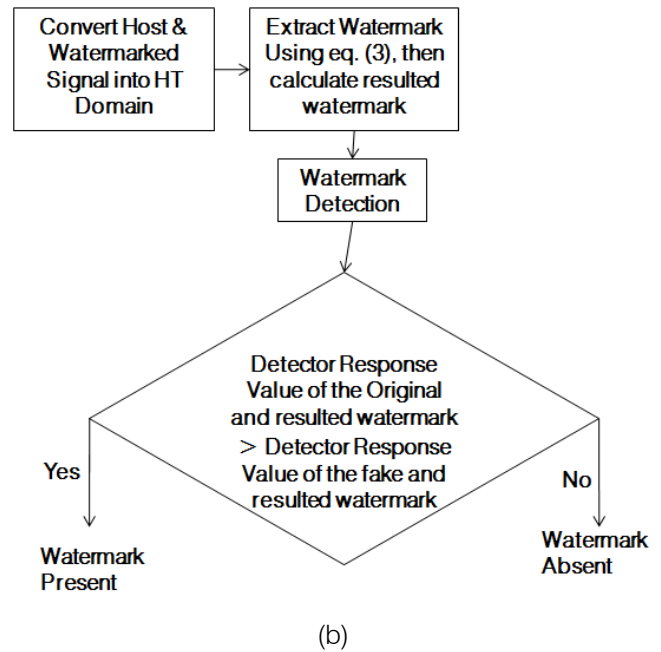 Convert Host &
Watermarked
Signal into HT
Domain
Extract Watermark
Using eq. (3), then
calculate resulted
watermark
Watermark
Detection
Detector Response
Value of the Original
and resulted watermark
> Detector Response
Value of the fake and
resulted watermark
Yes
No
Watermark
Present
Watermark
Absent
(b)